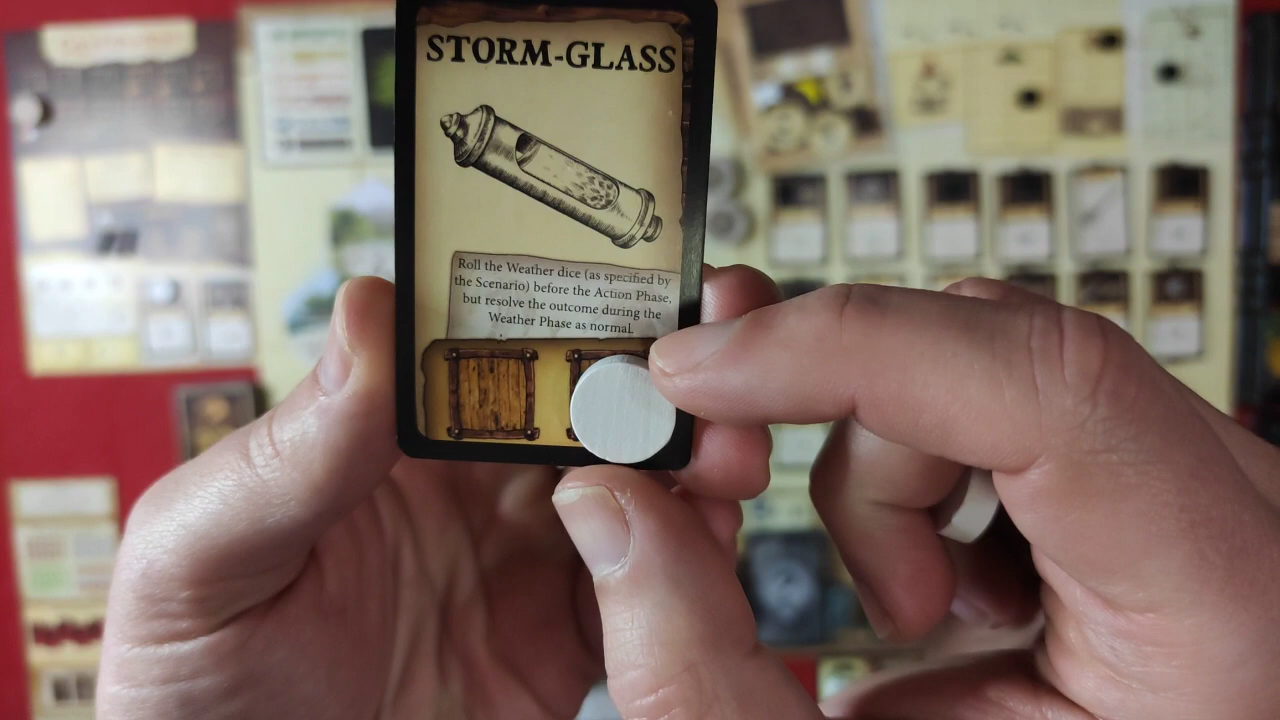 STORM-GLASS
Roll the Weather dice (as specified by
the Scenario) before the Action Phase,
but resolve the outcome during the
Weather Phase as normal.